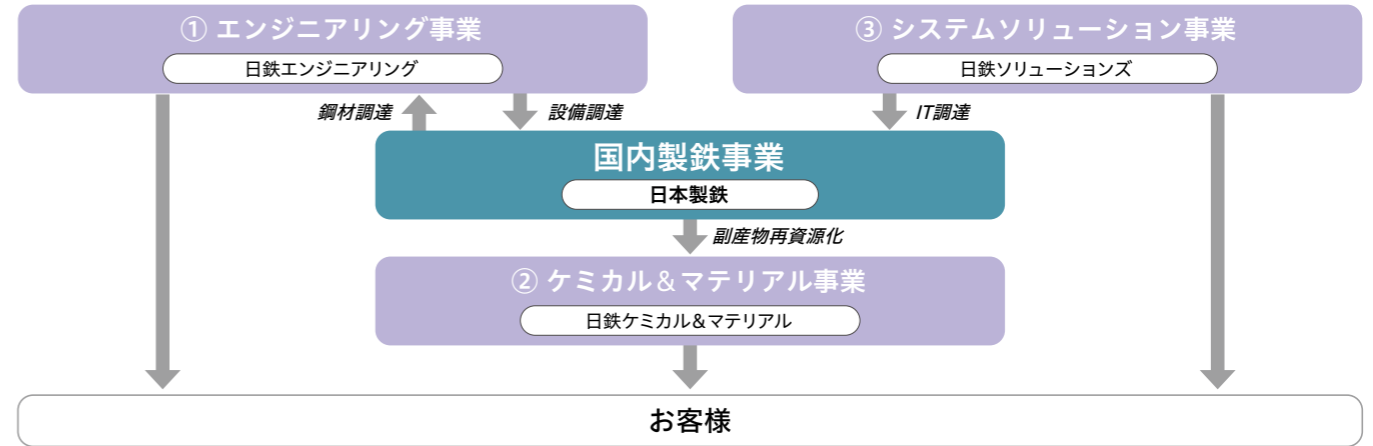 ① エンジニアリング事業
日鉄エンジニアリング
③ システムソリューション事業
日鉄ソリューションズ
鋼材調達
設備調達
IT調達
国内製鉄事業
日本製鉄
副産物再資源化
② ケミカル＆マテリアル事業
日鉄ケミカル＆マテリアル
お客様